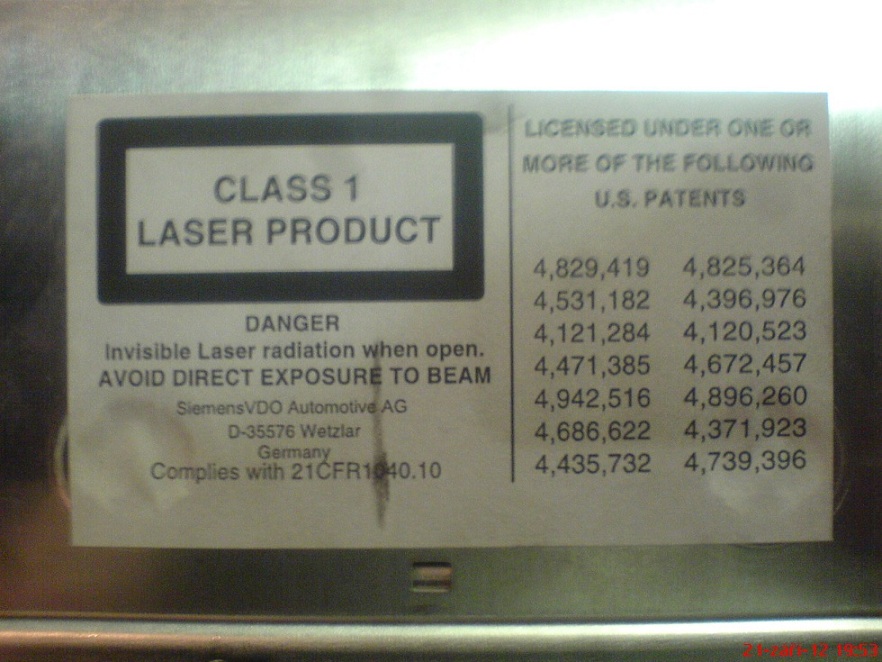 CLASS 1
LASER PRODUCT
DANGER
Invisible Laser radiation when open.
AVOID DIRECT EXPOSURE TO BEAM
SiemensVDO Automotive AG
D-35576 Wetzlar
Germany
Complies with 21CFR1040.10
LICENSED UNDER ONE OR
MORE OF THE FOLLOWING
U.S. PATENTS
4,829,419 4,825,364
4,531,182 4,396,976
4,121,284 4,120,523
4,471,385 4,672,457
4,942,516 4,896,260
4,686,622 4,371,923
4,435,732 4,739,396